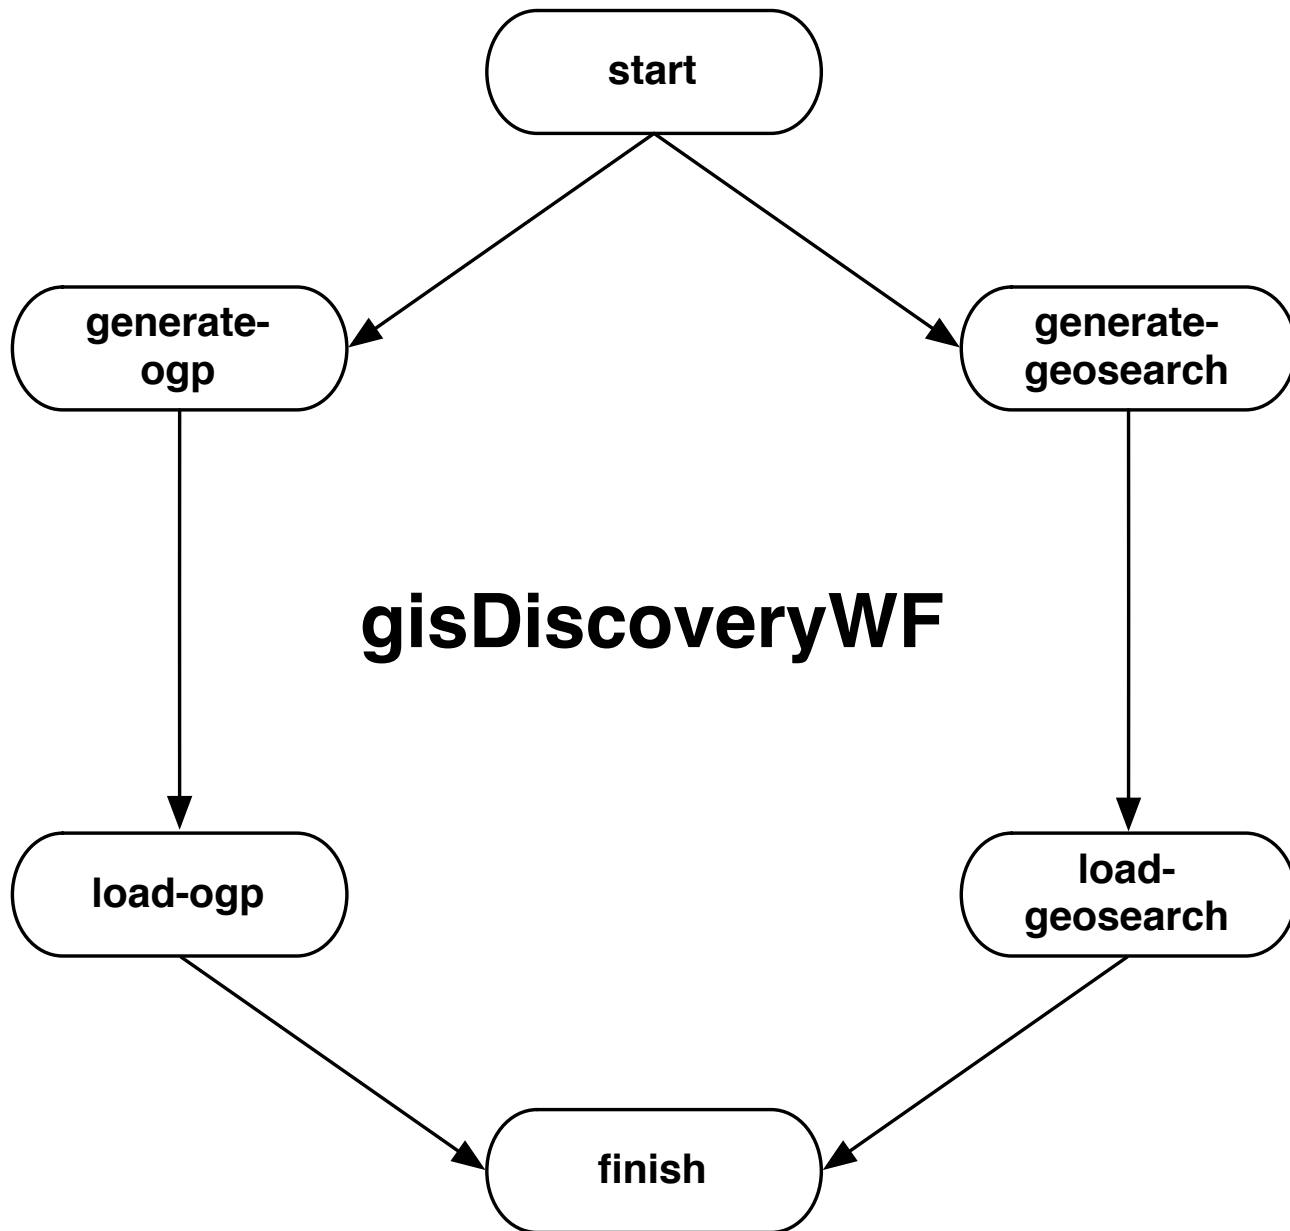 start
generate-
ogp
generate-
geosearch
gisDiscoveryWF
load-ogp
load-
geosearch
finish